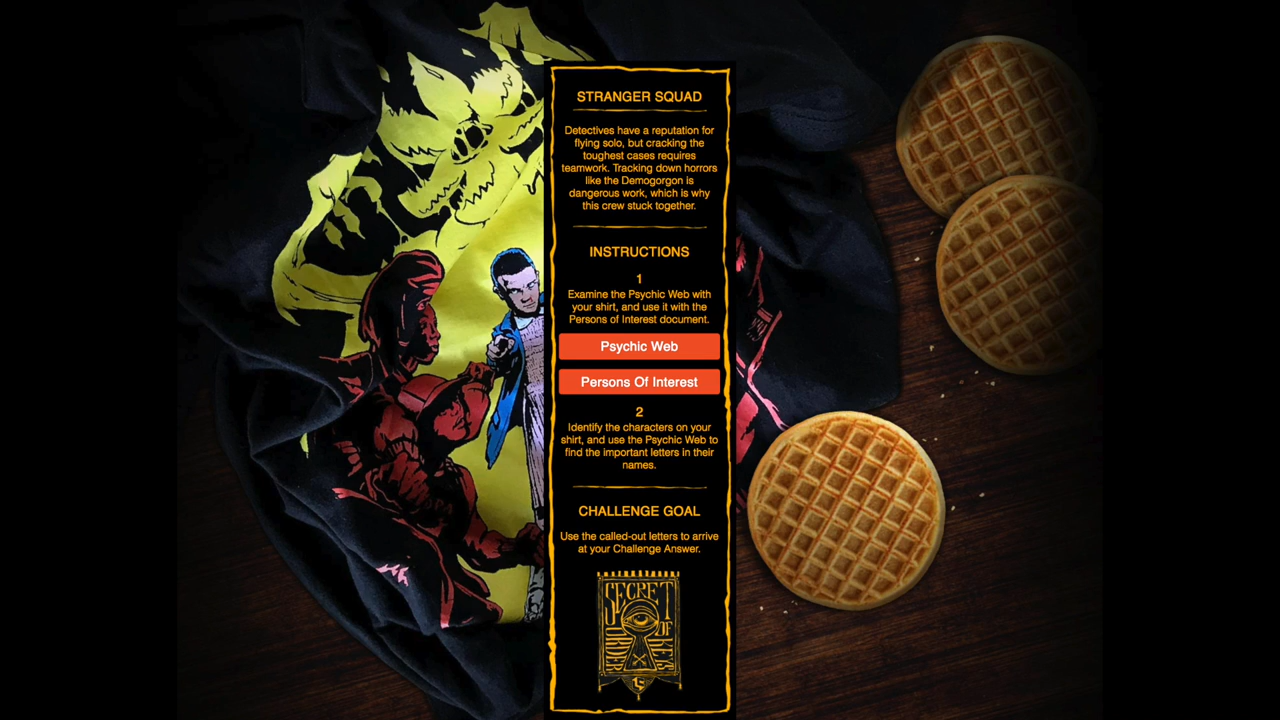 STRANGER SQUAD
Detectives have a reputation for
flying solo, but cracking the
toughest cases requires
teamwork. Tracking down horrors
like the Demogorgon is
dangerous work, which is why
this crew stuck together.
INSTRUCTIONS
1
Examine the Psychic Web with
your shirt, and use it with the
Persons of Interest document.
Psychic Web
Persons Of Interest
2
Identify the characters on your
shirt, and use the Psychic Web to
find the important letters in their
names.
CHALLENGE GOAL
Use the called-out letters to arrive
at your Challenge Answer.
SECRET
ORDER
OF
KEYS